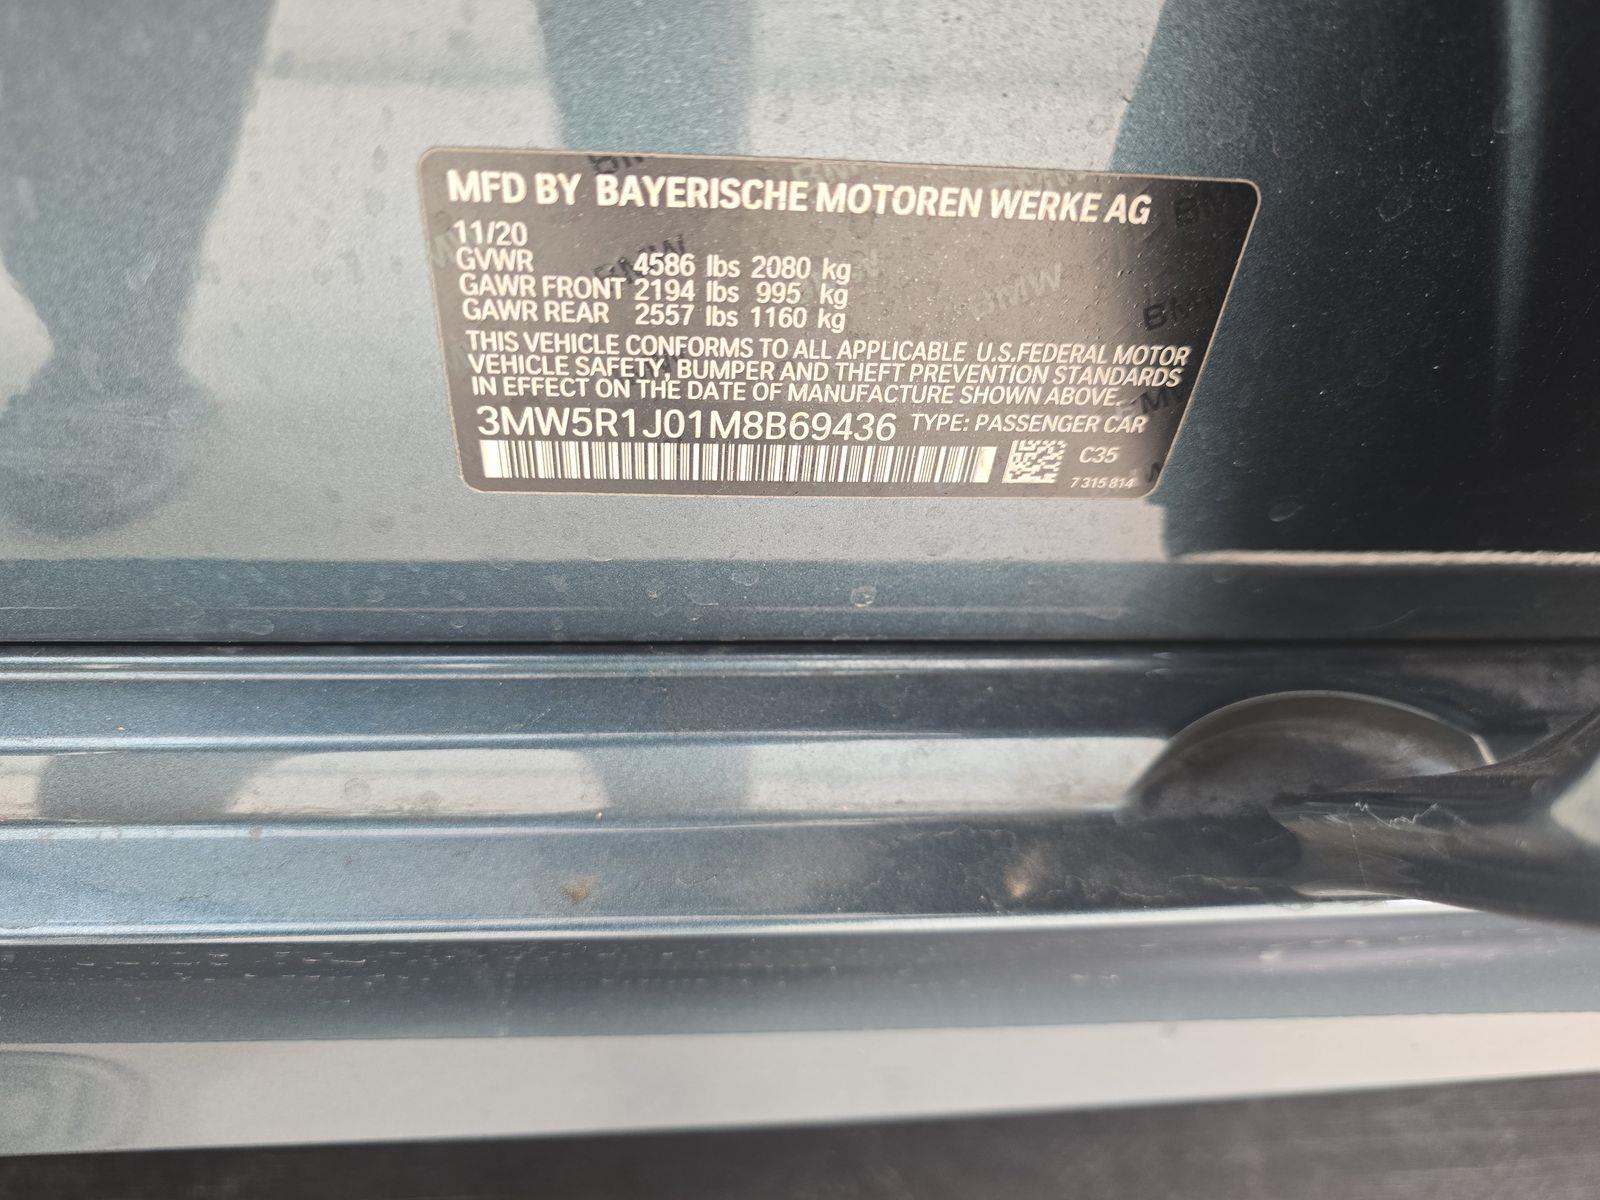 MFD BY BAYERISCHE MOTOREN WERKE AG
11/20
GVWR 4586 lbs 2080 kg
GAWR FRONT 2194 lbs 995 kg
GAWR REAR 2557 lbs 1160 kg
THIS VEHICLE CONFORMS TO ALL APPLICABLE U.S.FEDERAL MOTOR
VEHICLE SAFETY, BUMPER AND THEFT PREVENTION STANDARDS
IN EFFECT ON THE DATE OF MANUFACTURE SHOWN ABOVE.
3MW5R1J01M8B69436 TYPE: PASSENGER CAR
C35
7 315 814